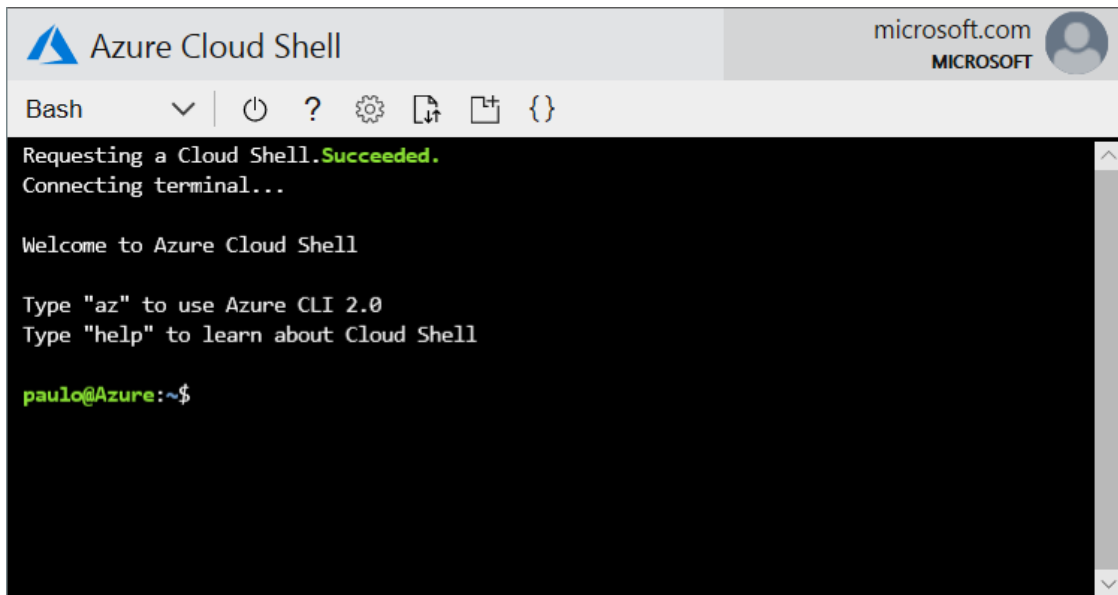 Azure Cloud Shell
microsoft.com
MICROSOFT
Bash
?
{}
Requesting a Cloud Shell.Succeeded.
Connecting terminal...
Welcome to Azure Cloud Shell
Type "az" to use Azure CLI 2.0
Type "help" to learn about Cloud Shell
paulo@Azure:~$